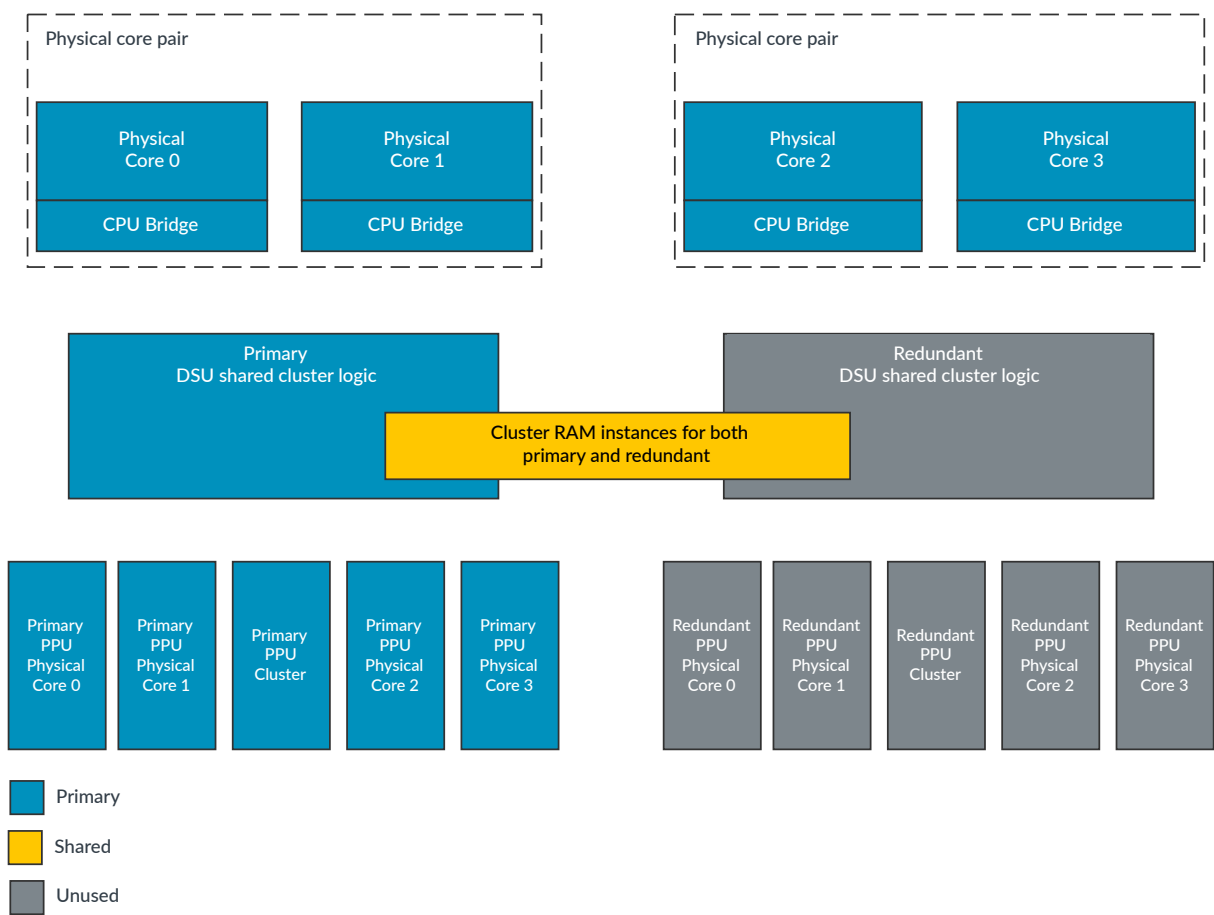 Physical core pair
Physical
Core 0
CPU Bridge
Physical
Core 1
CPU Bridge
Physical core pair
Physical
Core 2
CPU Bridge
Physical
Core 3
CPU Bridge
Primary
DSU shared cluster logic
Redundant
DSU shared cluster logic
Cluster RAM instances for both
primary and redundant
Primary
PPU
Physical
Core 0
Primary
PPU
Physical
Core 1
Primary
PPU
Cluster
Primary
PPU
Physical
Core 2
Primary
PPU
Physical
Core 3
Redundant
PPU
Physical
Core 0
Redundant
PPU
Physical
Core 1
Redundant
PPU
Cluster
Redundant
PPU
Physical
Core 2
Redundant
PPU
Physical
Core 3
Primary
Shared
Unused